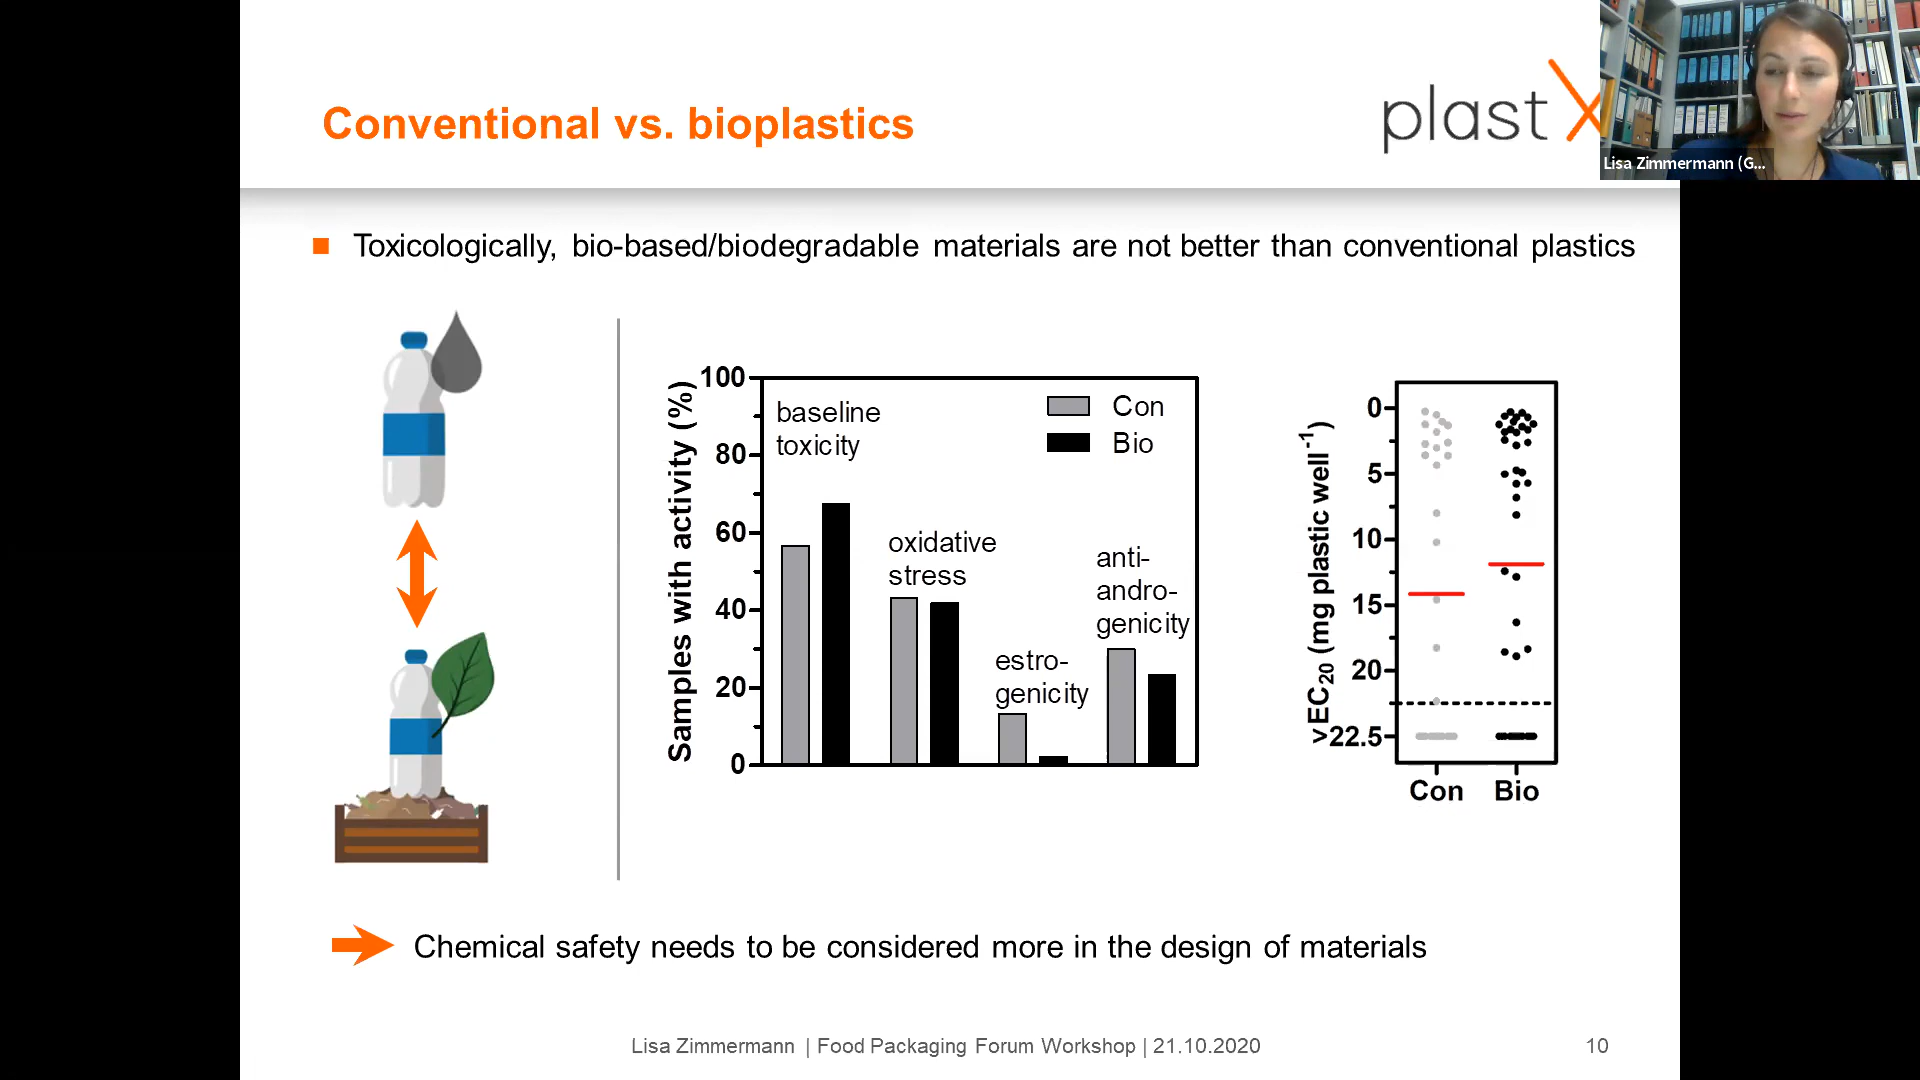 Conventional vs. bioplastics
plastX
Lisa Zimmermann (G...
Toxicologically, bio-based/biodegradable materials are not better than conventional plastics
Samples with activity (%)
100
80
60
40
20
0
baseline
toxicity
oxidative
stress
estro-
genicity
anti-
andro-
genicity
Con
Bio
>EC20 (mg plastic well-1)
0
5
10
15
20
>22.5
Con
Bio
Chemical safety needs to be considered more in the design of materials
Lisa Zimmermann | Food Packaging Forum Workshop | 21.10.2020
10